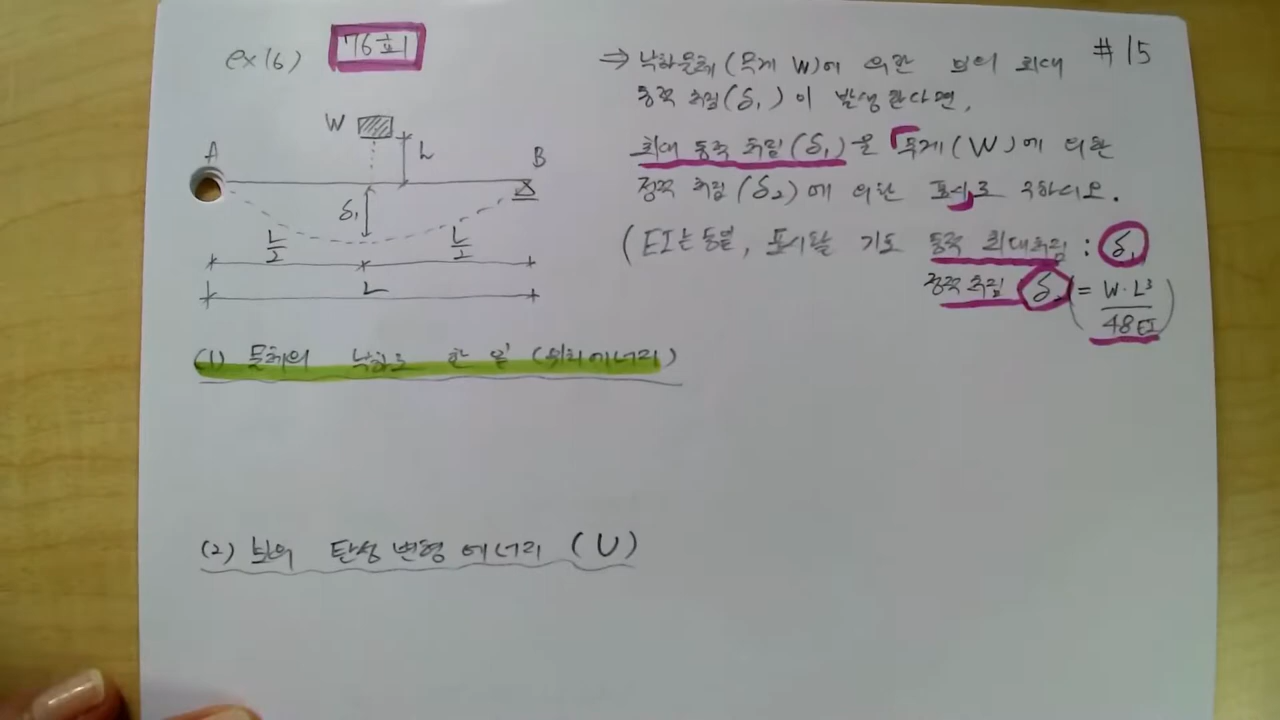 ex16) 76회
#15
⇒ 낙하물체(무게 W)에 의한 보의 최대
동적 처짐(δ₁)이 발생한다면,
최대 동적 처짐(δ₁)을 「무게(W)에 의한
정적 처짐(δ₂)에 의한 표시」로 구하시오.
(EI는 동일, 표시할 기호 동적 최대처짐 : δ₁
정적 처짐 δ₂ (= W·L³ / 48EI)
W
h
A
B
δ₁
L/2
L/2
L
(1) 물체의 낙하로 한 일 (위치에너지)
(2) 보의 탄성 변형 에너지 (U)